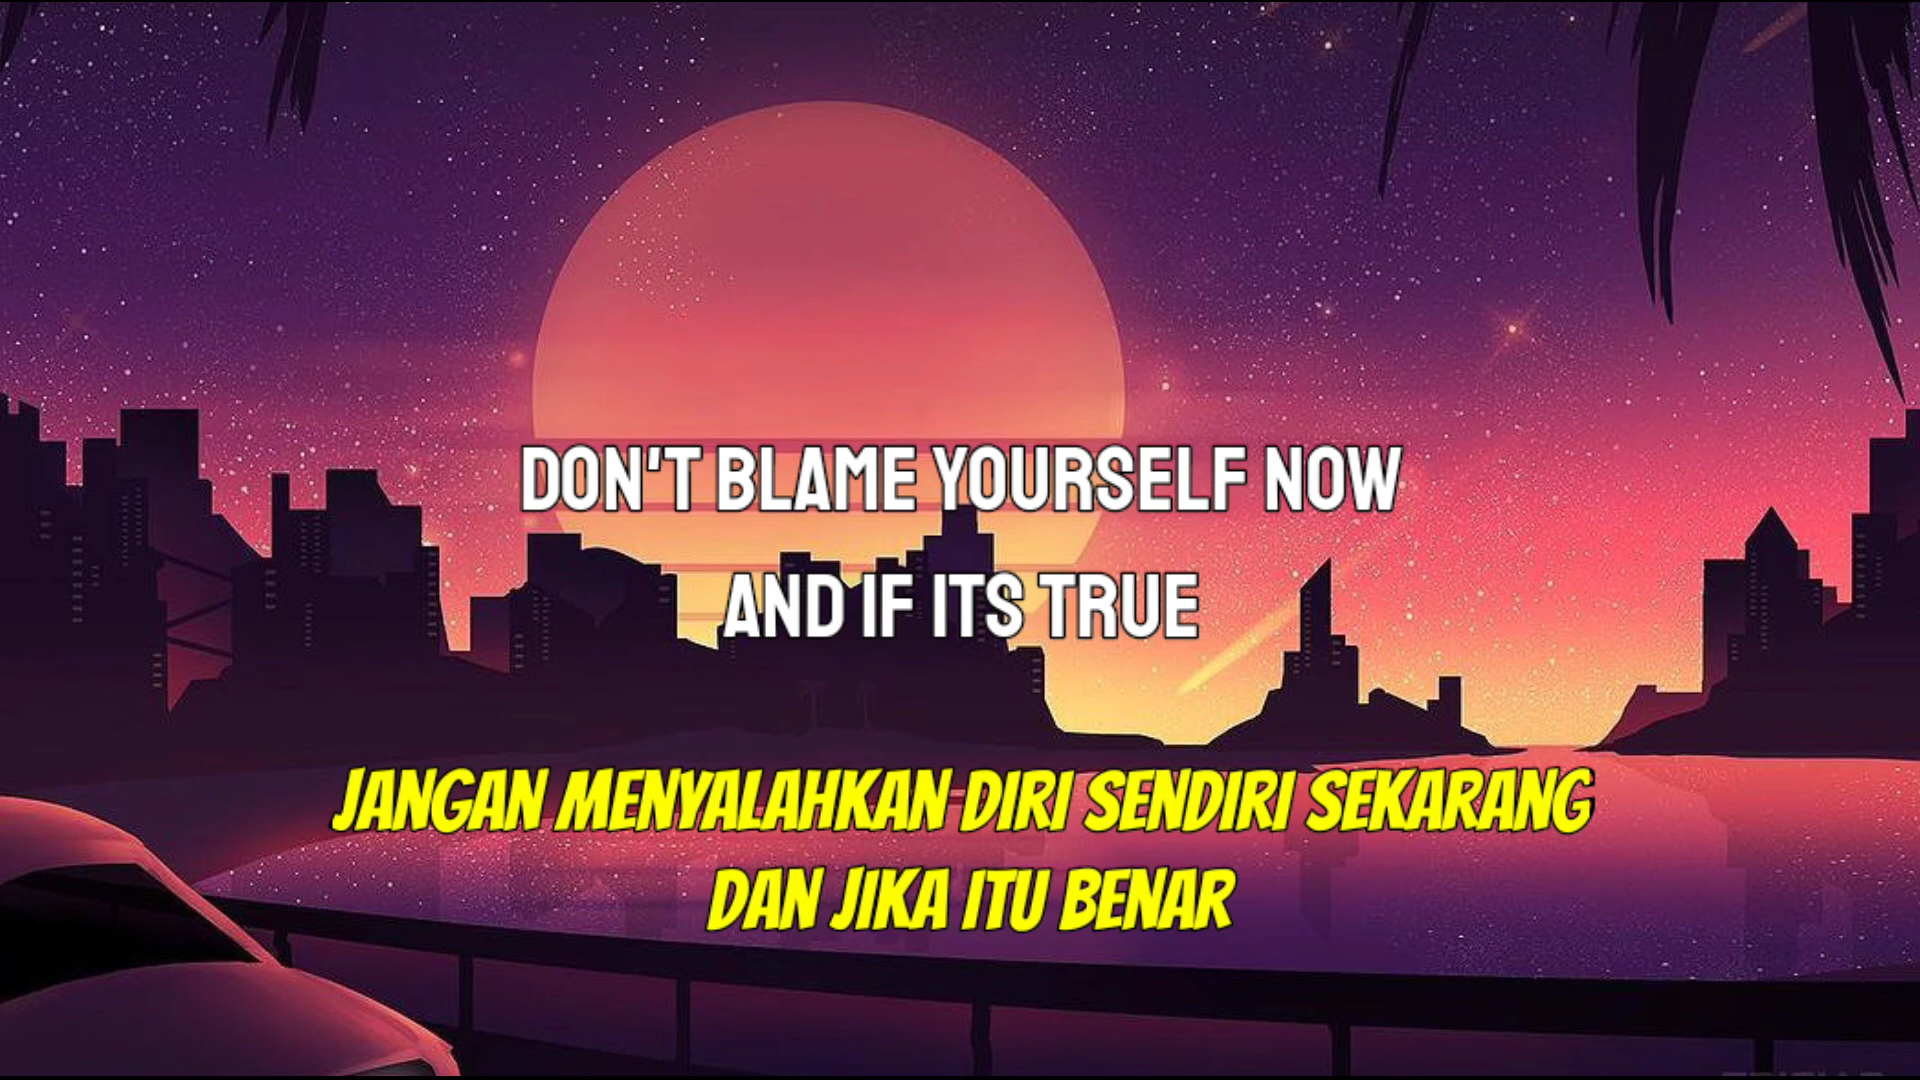 DON'T BLAME YOURSELF NOW
AND IF ITS TRUE
JANGAN MENYALAHKAN DIRI SENDIRI SEKARANG
DAN JIKA ITU BENAR